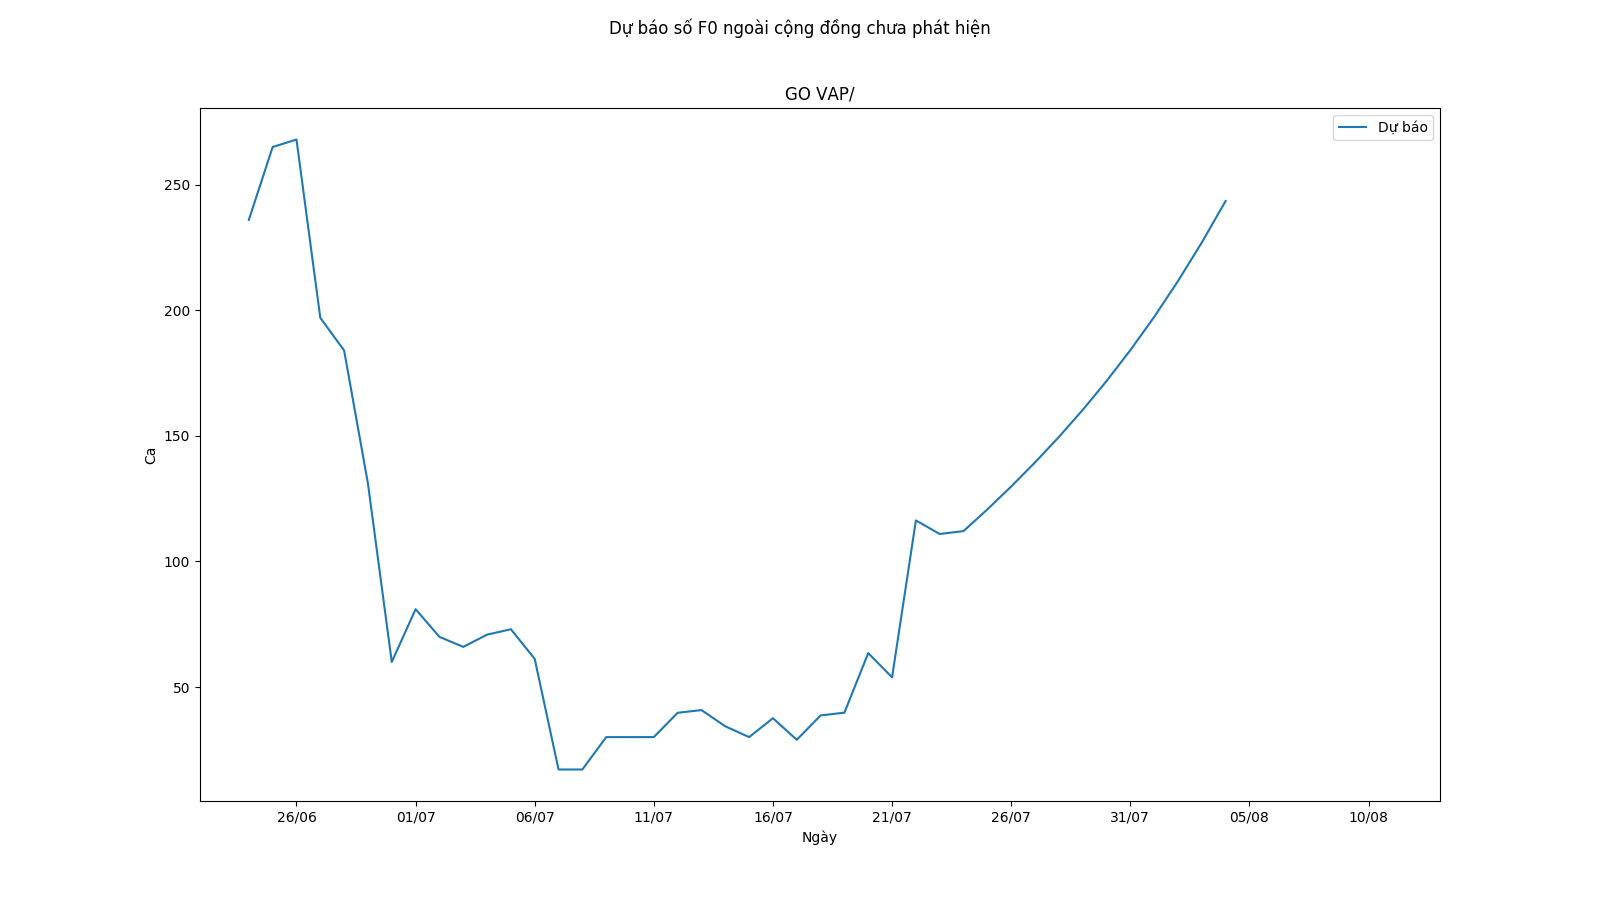 Dự báo số F0 ngoài cộng đồng chưa phát hiện
GO VAP/
Dự báo
250
200
150
100
50
Ca
26/06 01/07 06/07 11/07 16/07 21/07 26/07 31/07 05/08 10/08
Ngày